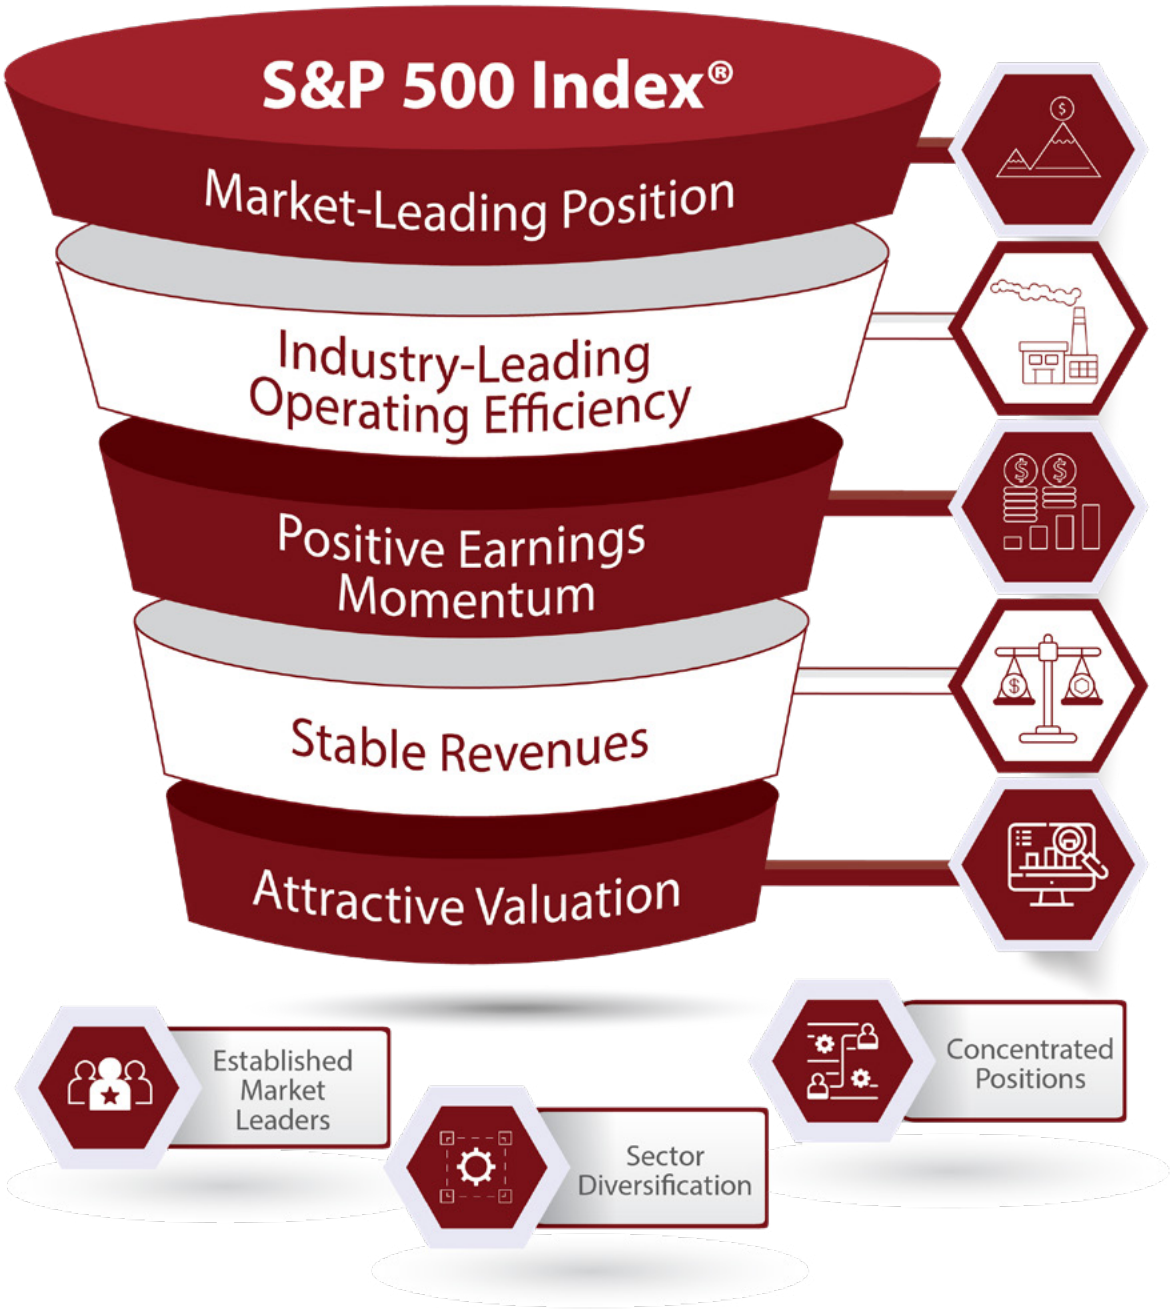 S&P 500 Index®
Market-Leading Position
Industry-Leading
Operating Efficiency
Positive Earnings
Momentum
Stable Revenues
Attractive Valuation
Established
Market
Leaders
Sector
Diversification
Concentrated
Positions